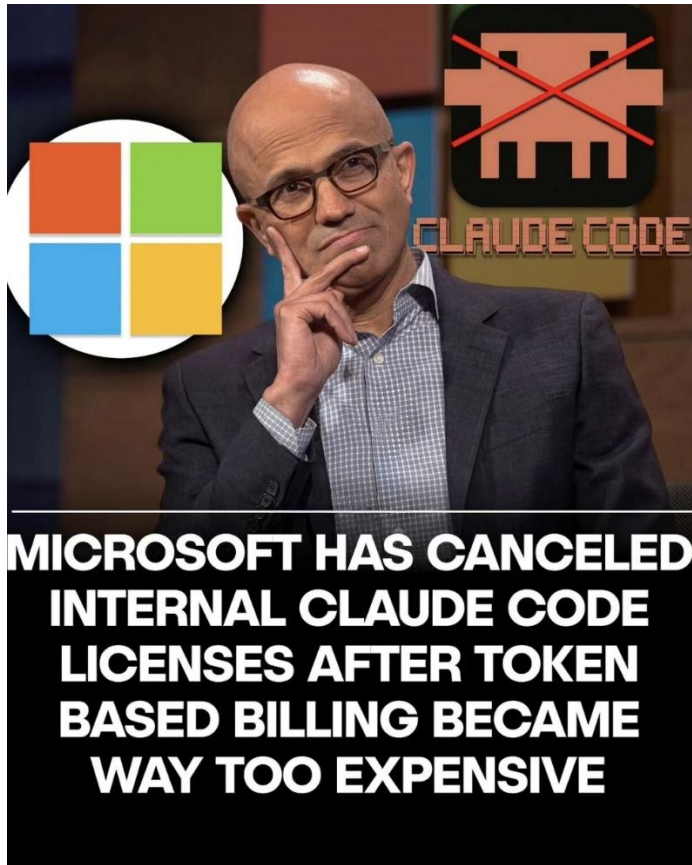 CLAUDE CODE
MICROSOFT HAS CANCELED
INTERNAL CLAUDE CODE
LICENSES AFTER TOKEN
BASED BILLING BECAME
WAY TOO EXPENSIVE